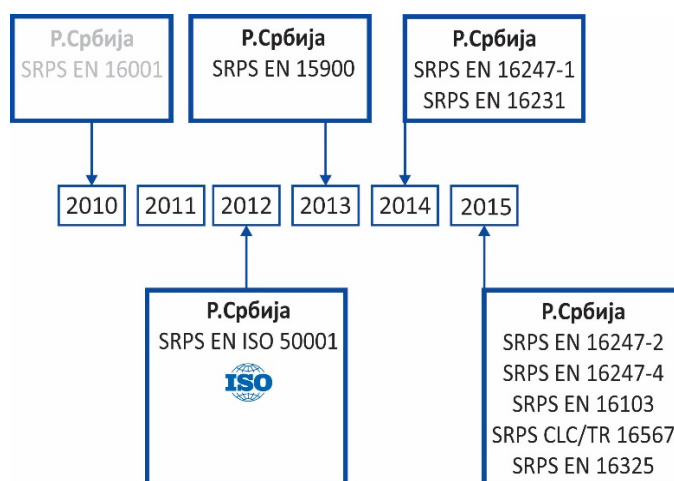 Р.Србија
SRPS EN 16001
Р.Србија
SRPS EN 15900
Р.Србија
SRPS EN 16247-1
SRPS EN 16231
2010
2011
2012
2013
2014
2015
Р.Србија
SRPS EN ISO 50001
ISO
Р.Србија
SRPS EN 16247-2
SRPS EN 16247-4
SRPS EN 16103
SRPS CLC/TR 16567
SRPS EN 16325